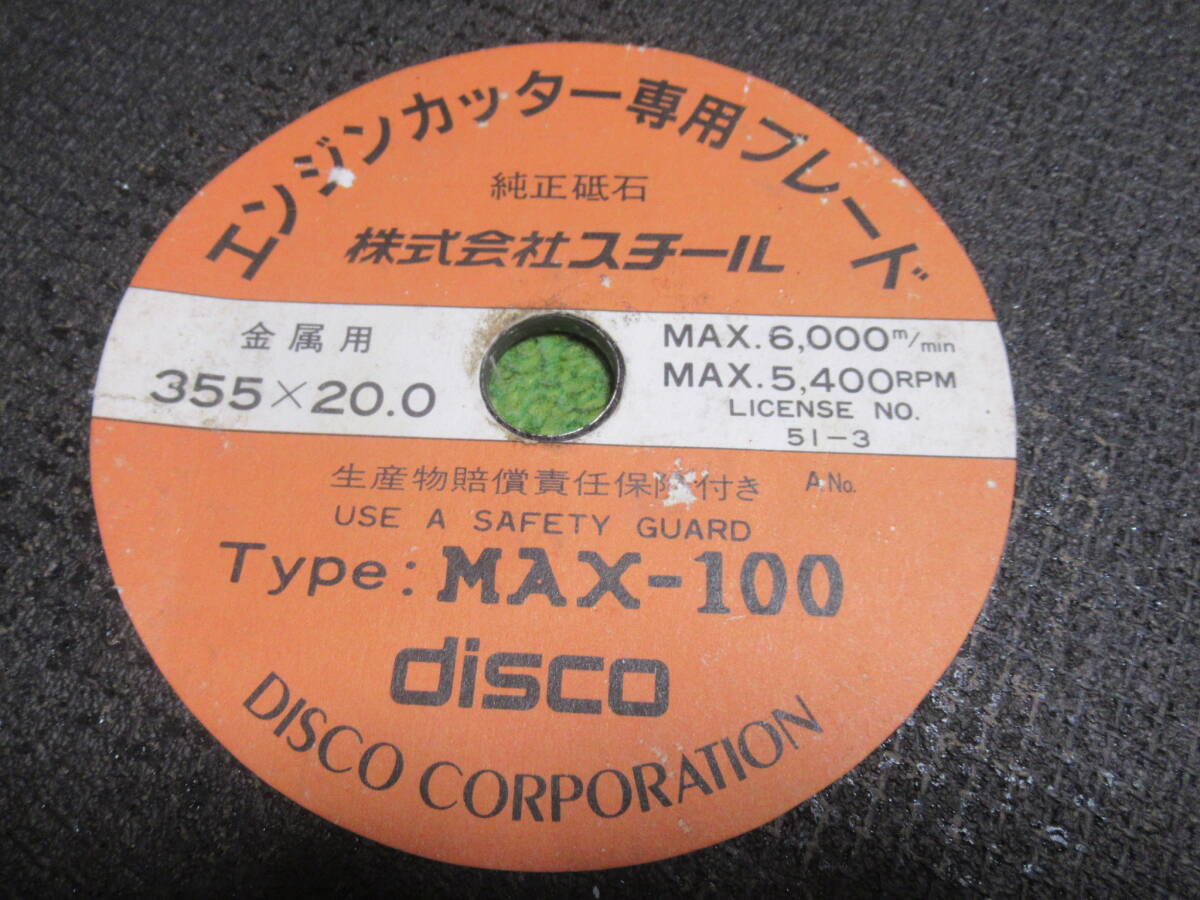 エンジンカッター専用ブレード
純正砥石
株式会社スチール
金属用
355×20.0
MAX.6,000m/min
MAX.5,400RPM
LICENSE NO.
51-3
生産物賠償責任保険付き
A.No.
USE A SAFETY GUARD
Type: MAX-100
disco
DISCO CORPORATION